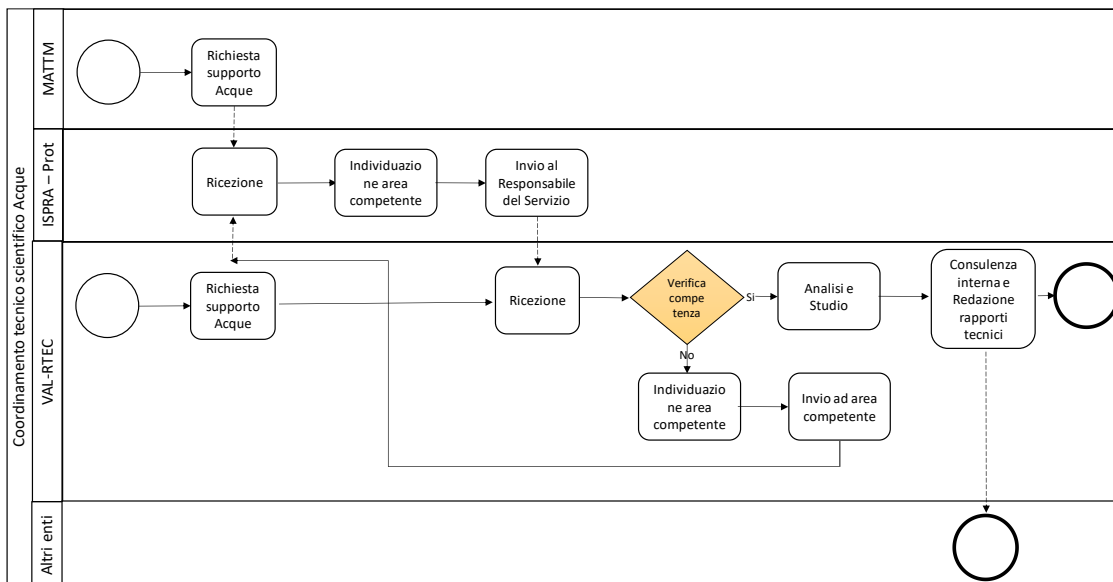 Coordinamento tecnico scientifico Acque
MATTM
Richiesta
supporto
Acque
ISPRA – Prot
Ricezione
Individuazio
ne area
competente
Invio al
Responsabile
del Servizio
VAL-RTEC
Richiesta
supporto
Acque
Ricezione
Verifica
compe
tenza
Si
Analisi e
Studio
Consulenza
interna e
Redazione
rapporti
tecnici
No
Individuazio
ne area
competente
Invio ad area
competente
Altri enti